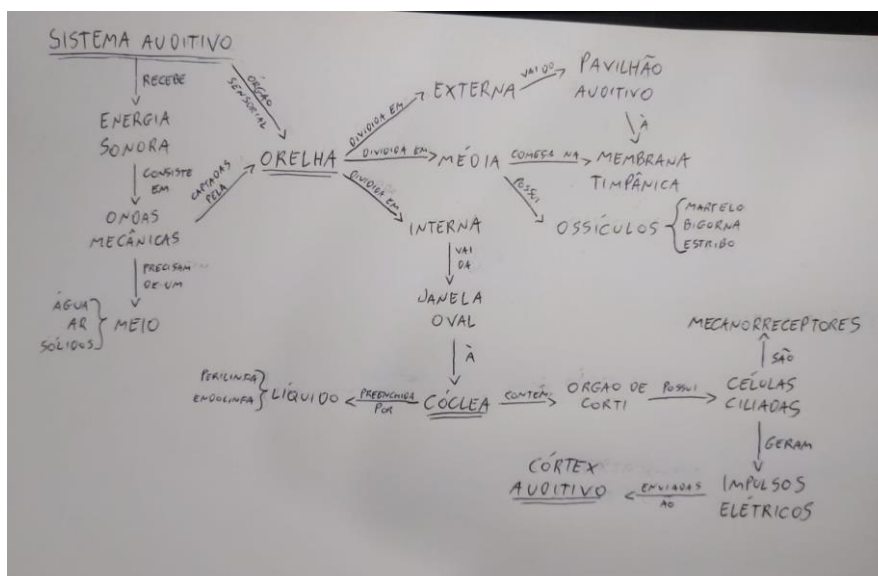 SISTEMA AUDITIVO
RECEBE
ENERGIA
SONORA
CONSISTE
EM
ONDAS
MECÂNICAS
PRECISAM
DE UM
MEIO
ÁGUA
AR
SÓLIDOS
CAPTADAS
PELA
ÓRGÃO
SENSORIAL
ORELHA
DIVIDIDA EM
EXTERNA
VAI DO
PAVILHÃO
AUDITIVO
À
MEMBRANA
TIMPÂNICA
DIVIDIDA EM
MÉDIA
COMEÇA NA
POSSUI
OSSÍCULOS
MARTELO
BIGORNA
ESTRIBO
DIVIDIDA EM
INTERNA
VAI
DA
JANELA
OVAL
À
CÓCLEA
PREENCHIDA
POR
LÍQUIDO
PERILINFA
ENDOLINFA
CONTÉM
ÓRGÃO DE
CORTI
POSSUI
CÉLULAS
CILIADAS
SÃO
MECANORRECEPTORES
GERAM
IMPULSOS
ELÉTRICOS
ENVIADAS
AO
CÓRTEX
AUDITIVO